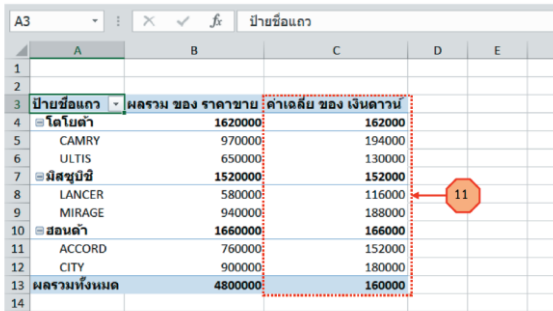 A3 fx ป้ายชื่อแถว
A B C D E
1
2
3 ป้ายชื่อแถว ผลรวม ของ ราคาขาย ค่าเฉลี่ย ของ เงินดาวน์
4 โตโยต้า 1620000 162000
5 CAMRY 970000 194000
6 ULTIS 650000 130000
7 มิสซูบิชิ 1520000 152000
8 LANCER 580000 116000 11
9 MIRAGE 940000 188000
10 ฮอนด้า 1660000 166000
11 ACCORD 760000 152000
12 CITY 900000 180000
13 ผลรวมทั้งหมด 4800000 160000
14